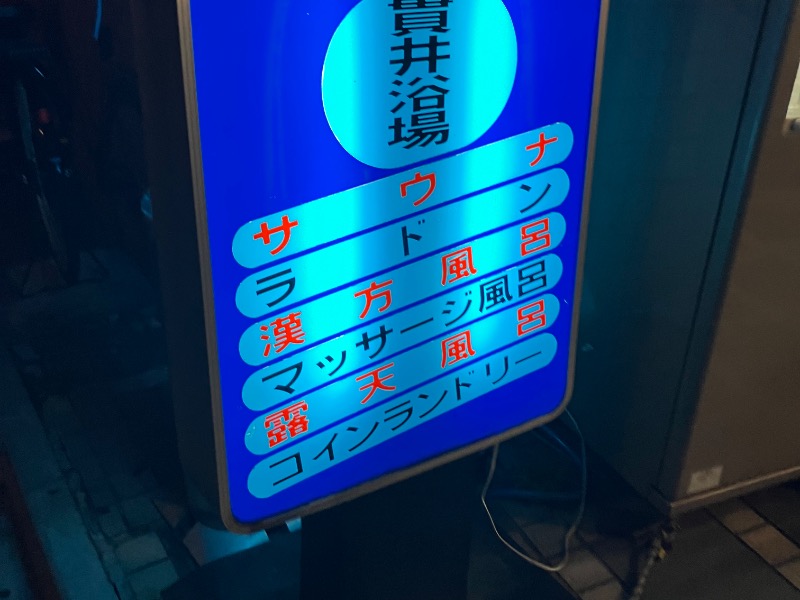 貫井浴場
サウナ
ラドン
漢方風呂
マッサージ風呂
露天風呂
コインランドリー